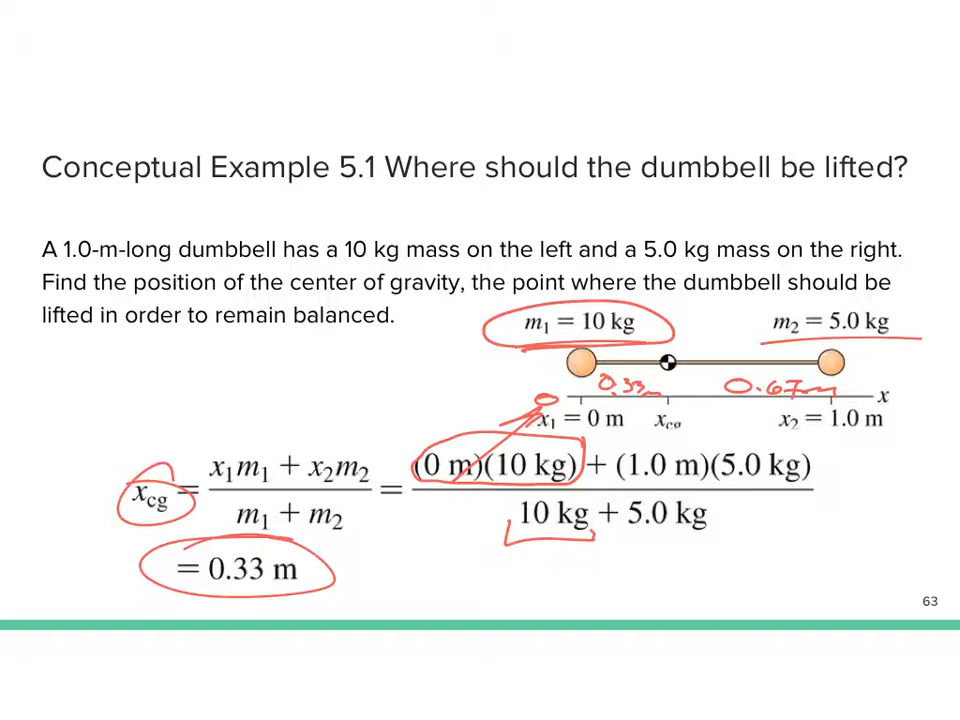 Conceptual Example 5.1 Where should the dumbbell be lifted?
A 1.0-m-long dumbbell has a 10 kg mass on the left and a 5.0 kg mass on the right.
Find the position of the center of gravity, the point where the dumbbell should be
lifted in order to remain balanced.
m₁ = 10 kg m₂ = 5.0 kg
0.33m 0.67m
x
x₁ = 0 m x_cg x₂ = 1.0 m
0
x_cg = (x₁m₁ + x₂m₂) / (m₁ + m₂) = ((0 m)(10 kg) + (1.0 m)(5.0 kg)) / (10 kg + 5.0 kg)
= 0.33 m
63